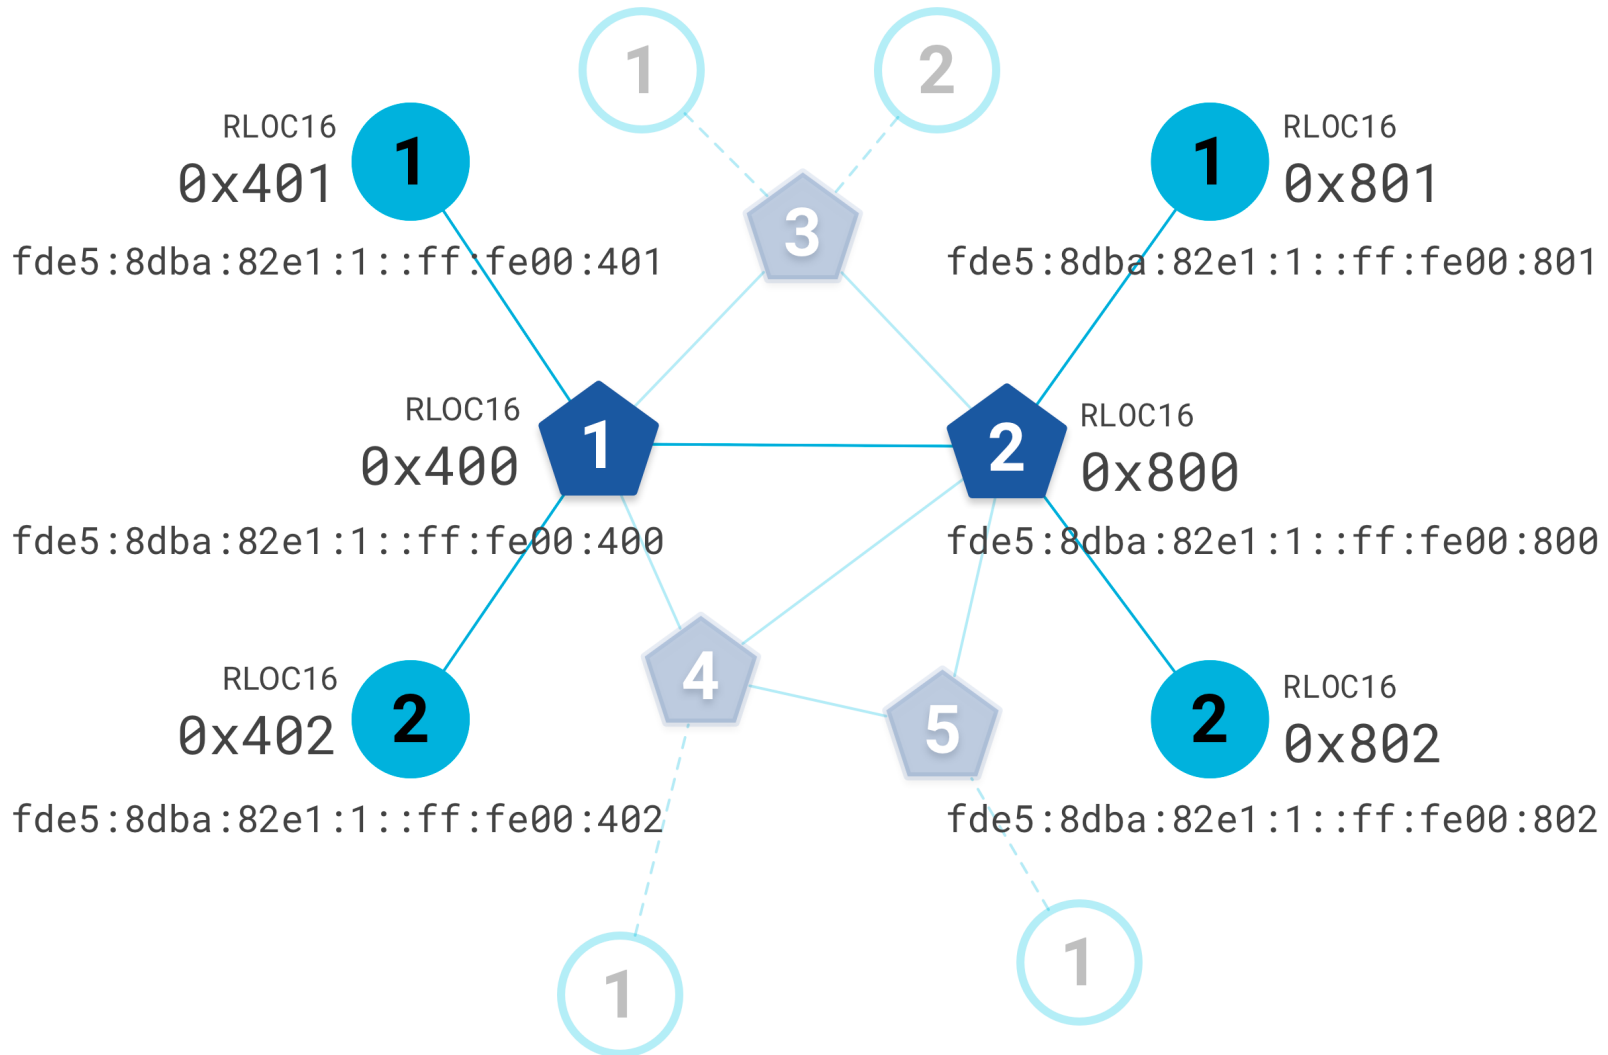 1
2
RLOC16
0x401
1
1
RLOC16
0x801
3
fde5:8dba:82e1:1::ff:fe00:401
fde5:8dba:82e1:1::ff:fe00:801
RLOC16
0x400
1
2
RLOC16
0x800
fde5:8dba:82e1:1::ff:fe00:400
fde5:8dba:82e1:1::ff:fe00:800
RLOC16
0x402
2
4
5
2
RLOC16
0x802
fde5:8dba:82e1:1::ff:fe00:402
fde5:8dba:82e1:1::ff:fe00:802
1
1